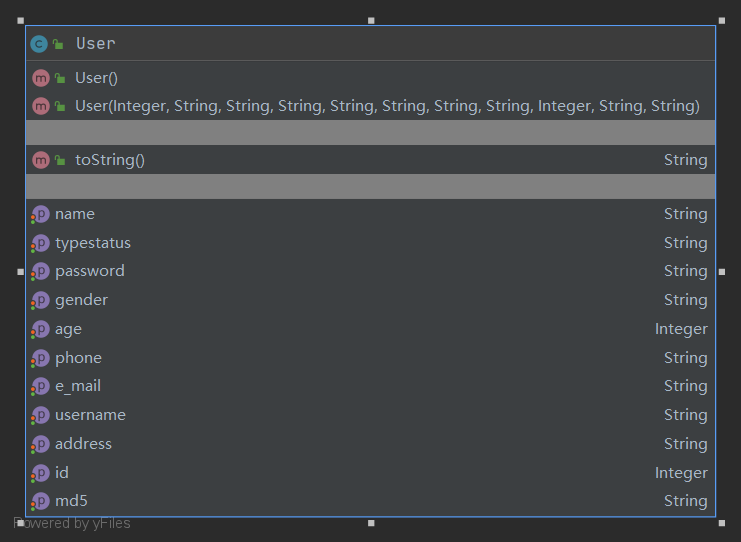 C User
m User()
m User(Integer, String, String, String, String, String, String, String, Integer, String, String)
m toString() String
p name String
p typestatus String
p password String
p gender String
p age Integer
p phone String
p e_mail String
p username String
p address String
p id Integer
p md5 String
Powered by yFiles